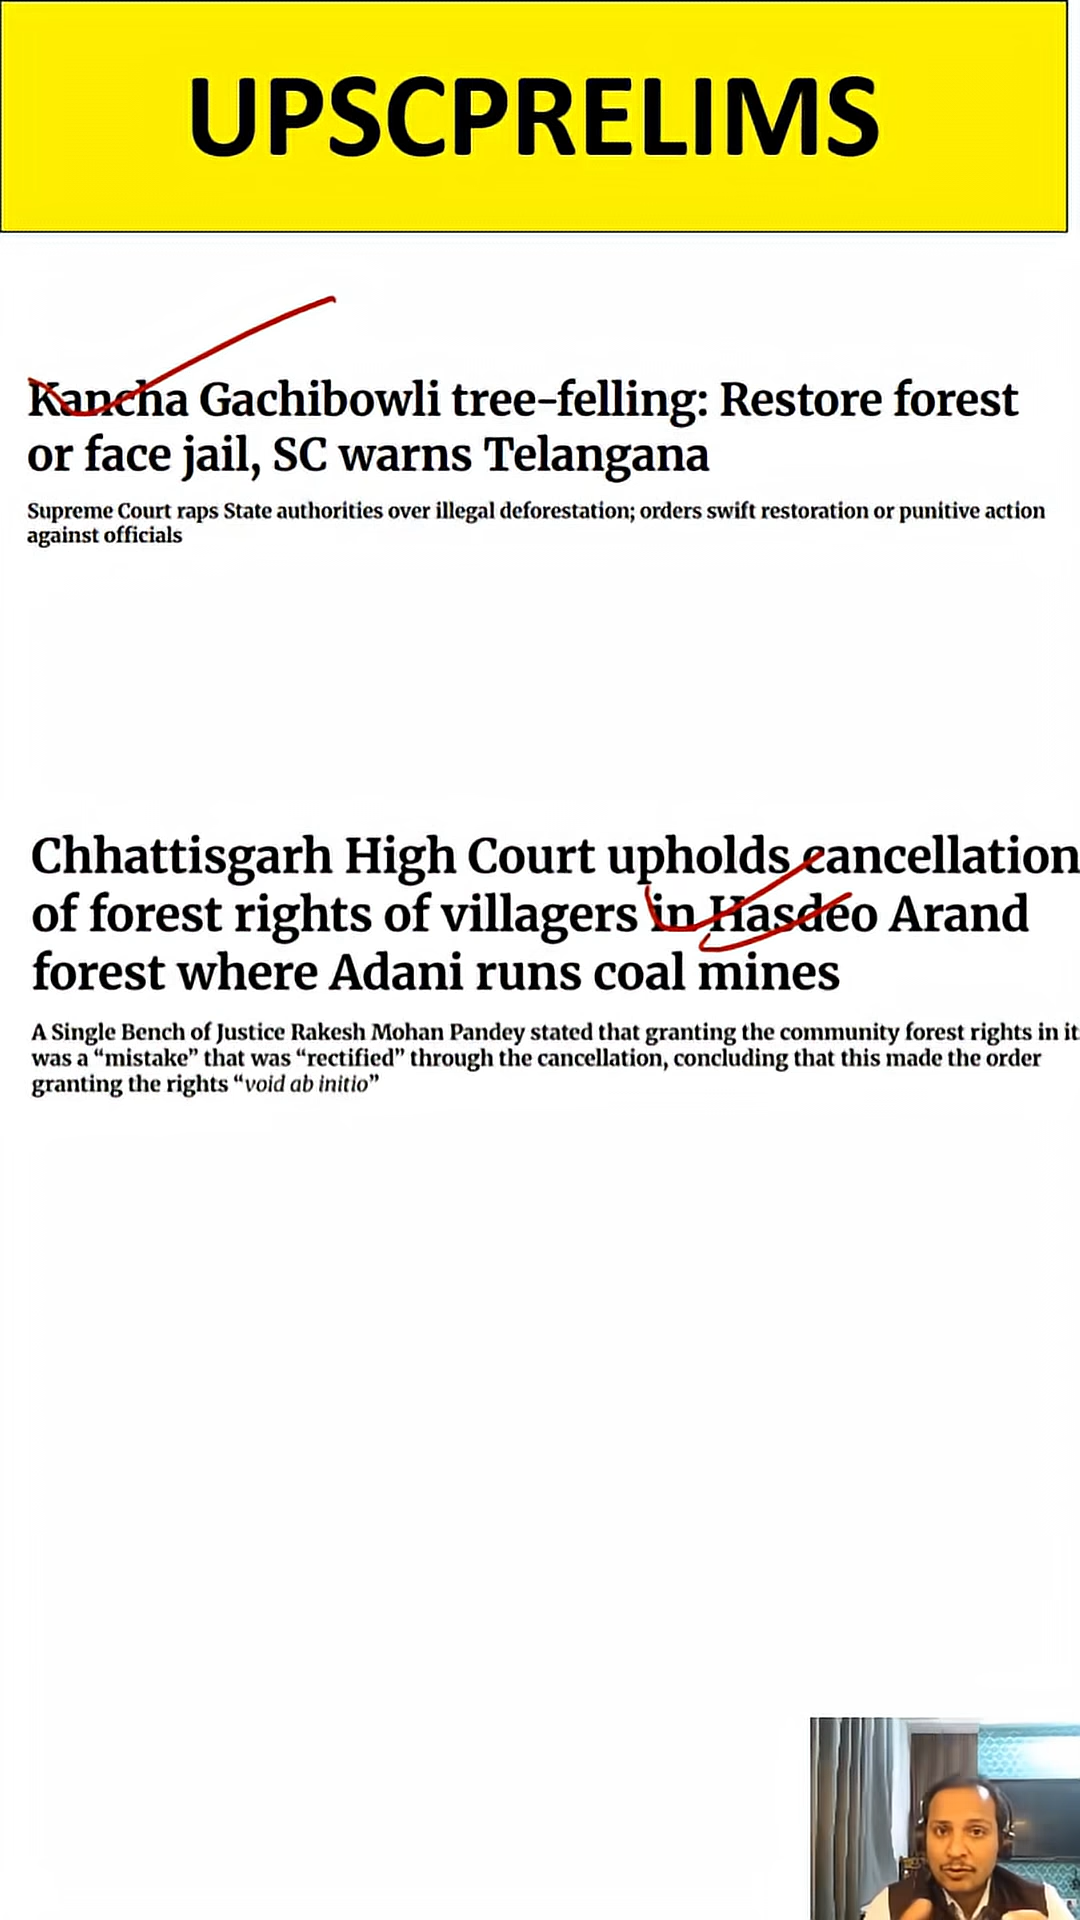 UPSCPRELIMS
Kancha Gachibowli tree-felling: Restore forest
or face jail, SC warns Telangana
Supreme Court raps State authorities over illegal deforestation; orders swift restoration or punitive action
against officials
Chhattisgarh High Court upholds cancellation
of forest rights of villagers in Hasdeo Arand
forest where Adani runs coal mines
A Single Bench of Justice Rakesh Mohan Pandey stated that granting the community forest rights in it
was a “mistake” that was “rectified” through the cancellation, concluding that this made the order
granting the rights “void ab initio”